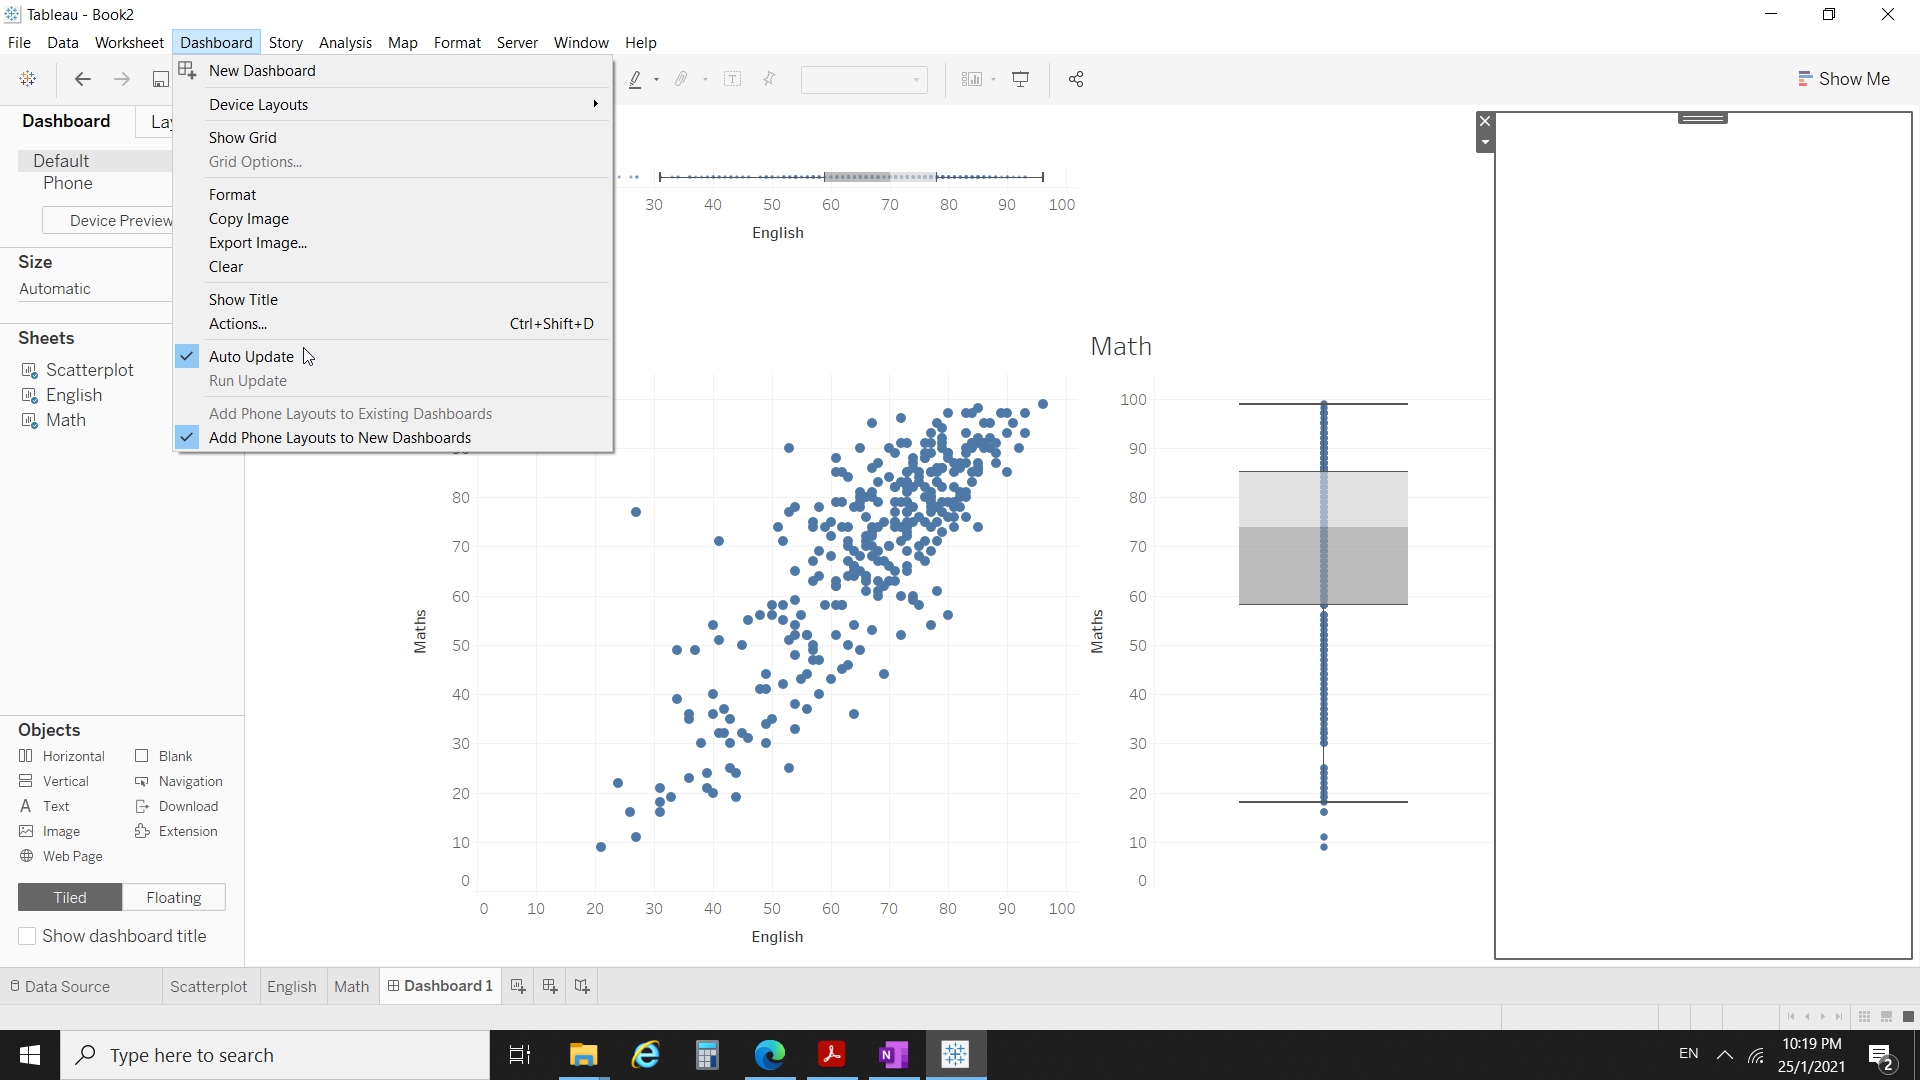 Tableau - Book2
File Data Worksheet Dashboard Story Analysis Map Format Server Window Help
Show Me
New Dashboard
Device Layouts
Show Grid
Grid Options...
Format
Copy Image
Export Image...
Clear
Show Title
Actions... Ctrl+Shift+D
Auto Update
Run Update
Add Phone Layouts to Existing Dashboards
Add Phone Layouts to New Dashboards
Dashboard Lay
Default
Phone
Device Preview
Size
Automatic
Sheets
Scatterplot
English
Math
Objects
Horizontal Blank
Vertical Navigation
Text Download
Image Extension
Web Page
Tiled Floating
Show dashboard title
30 40 50 60 70 80 90 100
English
80
70
60
50
40
30
20
10
0
Maths
0 10 20 30 40 50 60 70 80 90 100
English
Math
100
90
80
70
60
50
40
30
20
10
0
Maths
Data Source Scatterplot English Math Dashboard 1
Type here to search
EN
10:19 PM
25/1/2021
2